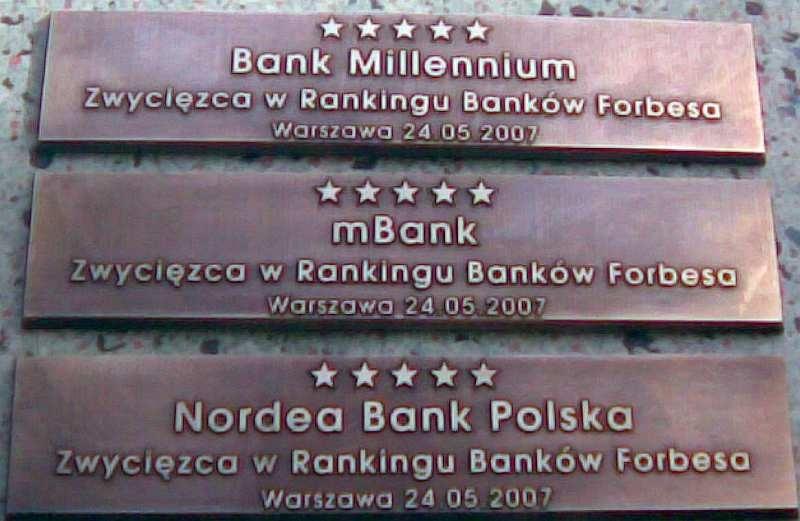 ★★★★★
Bank Millennium
Zwycięzca w Rankingu Banków Forbesa
Warszawa 24.05.2007
★★★★★
mBank
Zwycięzca w Rankingu Banków Forbesa
Warszawa 24.05.2007
★★★★★
Nordea Bank Polska
Zwycięzca w Rankingu Banków Forbesa
Warszawa 24.05.2007